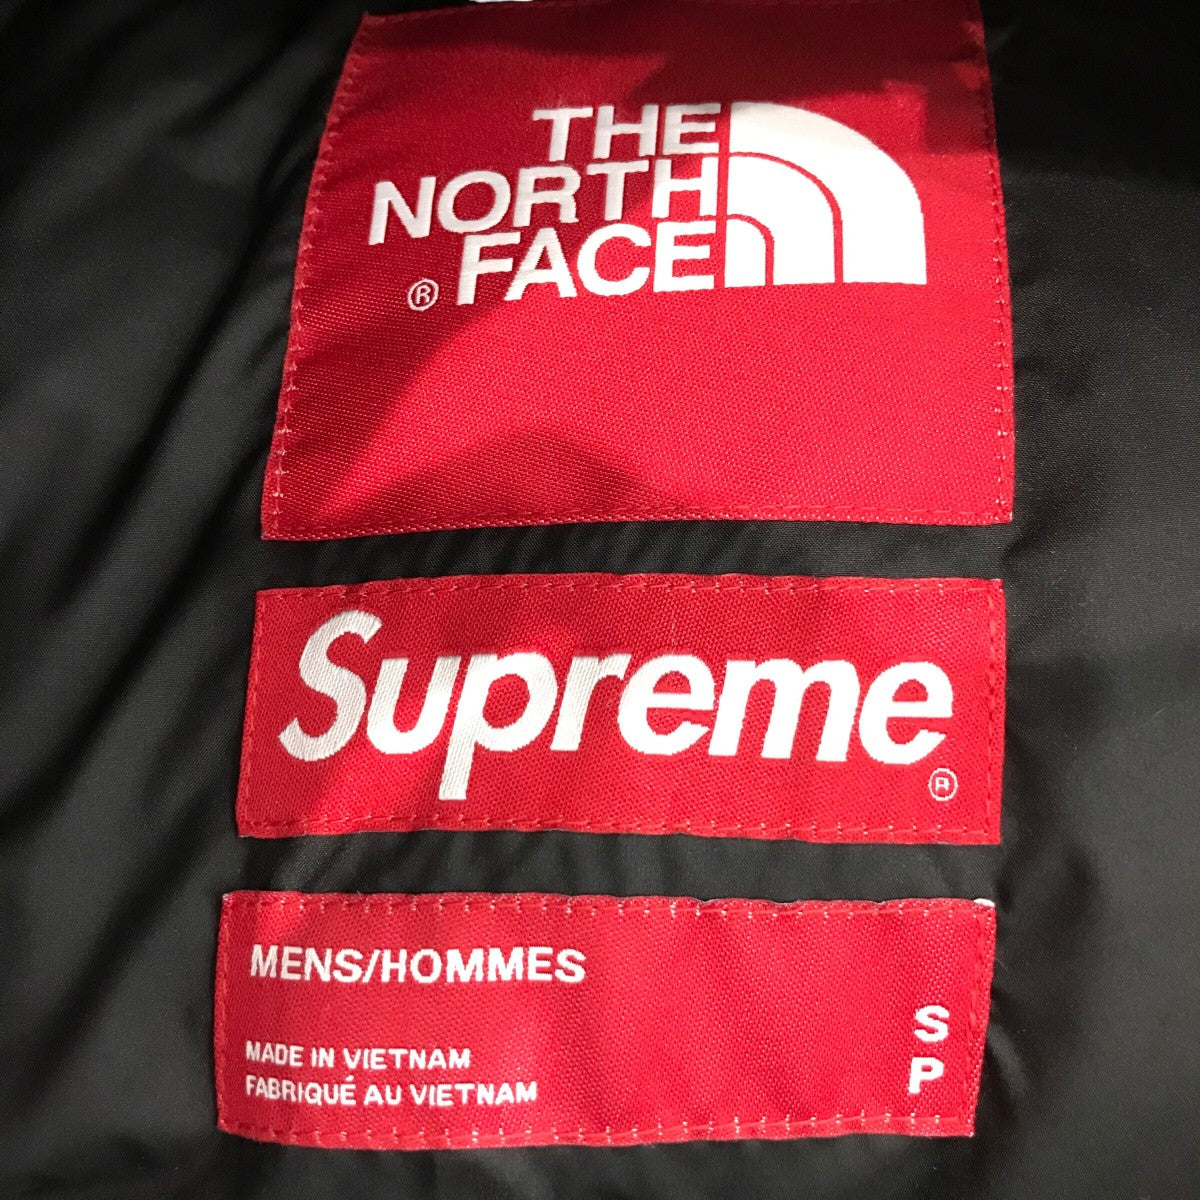 THE
NORTH
® FACE
Supreme
®
MENS/HOMMES
S
P
MADE IN VIETNAM
FABRIQUÉ AU VIETNAM